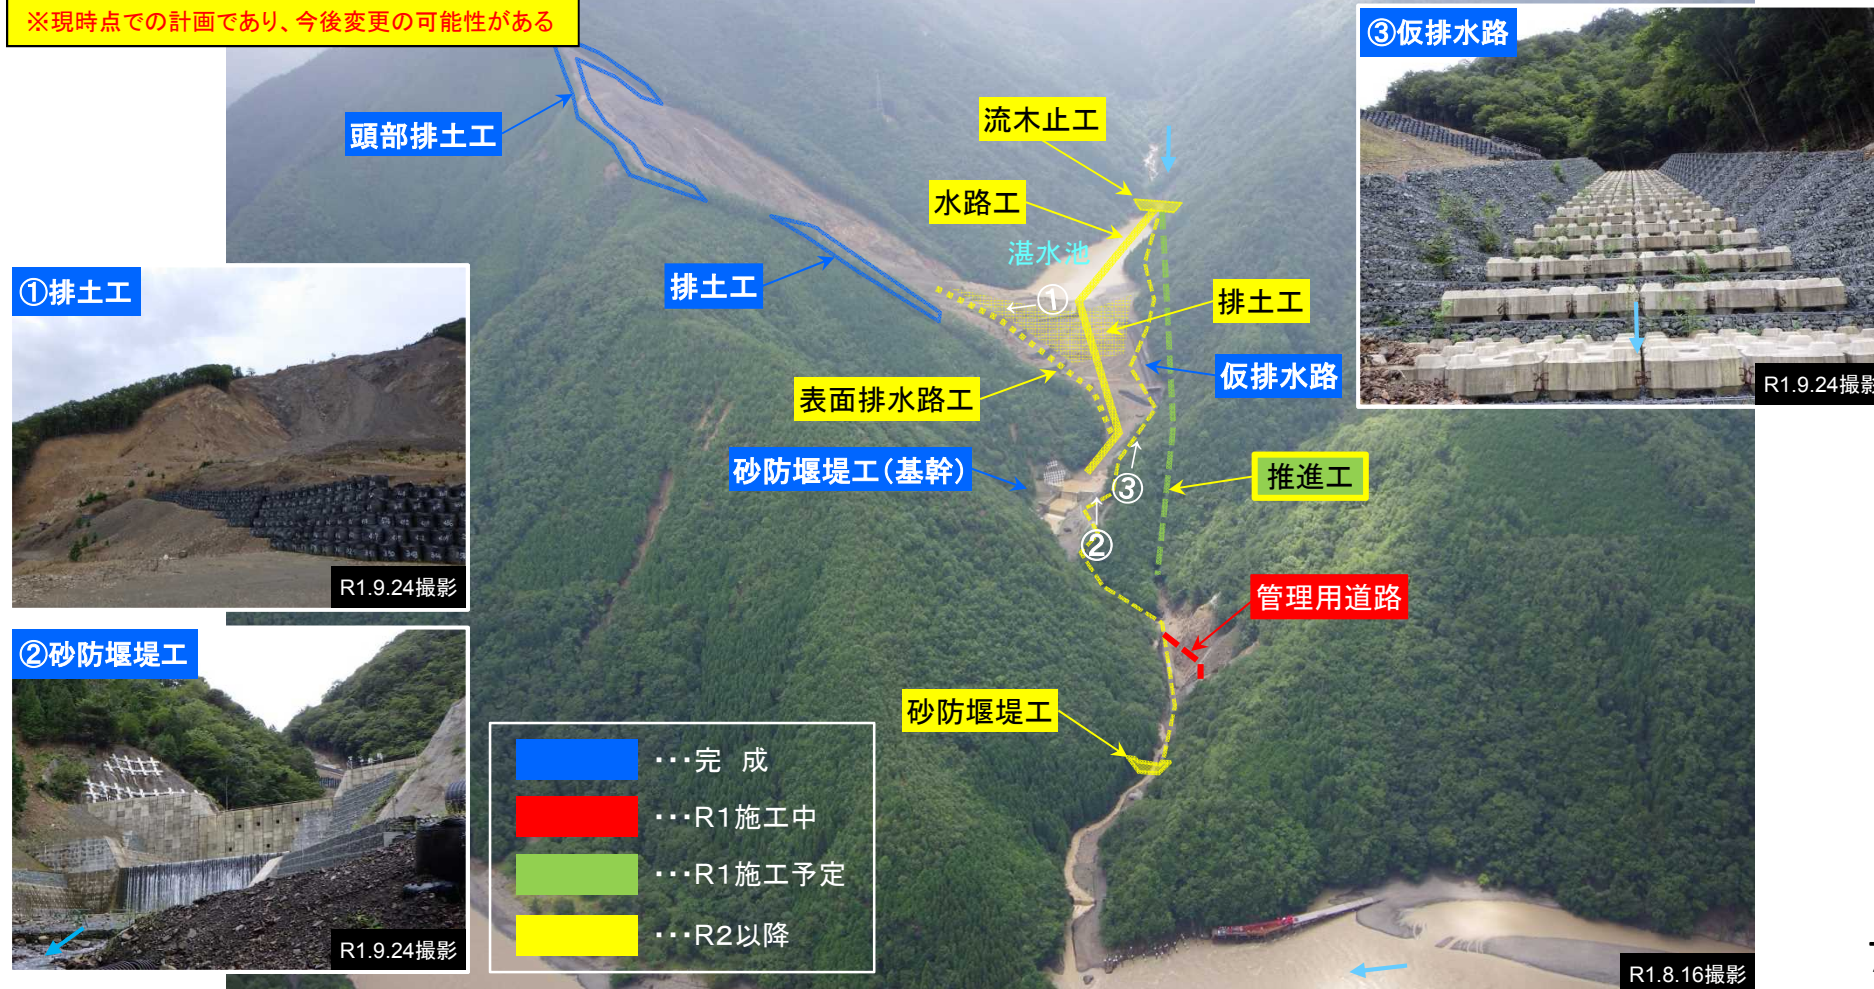 ※現時点での計画であり、今後変更の可能性がある
③仮排水路
R1.9.24撮影
頭部排土工
流木止工
水路工
湛水池
排土工
①
排土工
仮排水路
表面排水路工
砂防堰堤工(基幹)
③
推進工
②
管理用道路
砂防堰堤工
①排土工
R1.9.24撮影
②砂防堰堤工
R1.9.24撮影
・・・完 成
・・・R1施工中
・・・R1施工予定
・・・R2以降
R1.8.16撮影